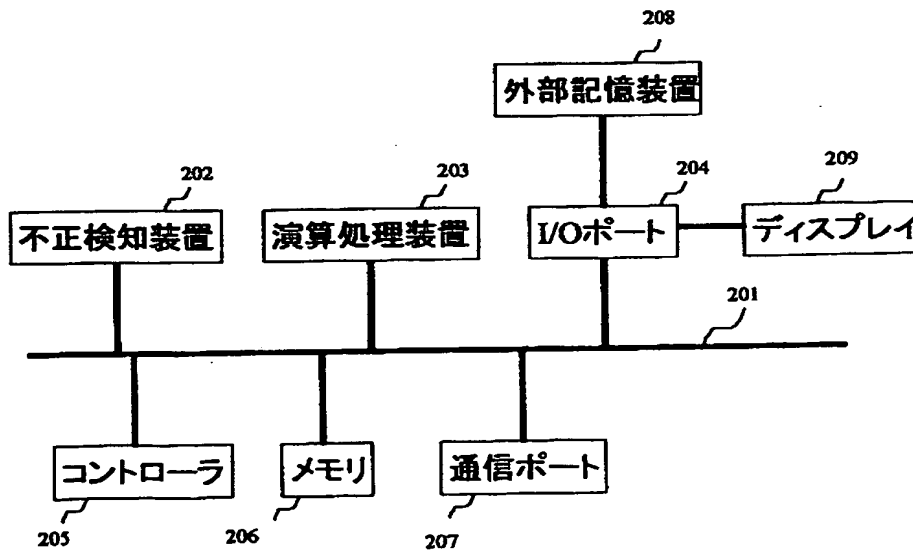 208
外部記憶装置
202
203
204
209
不正検知装置
演算処理装置
I/Oポート
ディスプレイ
201
コントローラ
メモリ
通信ポート
205
206
207